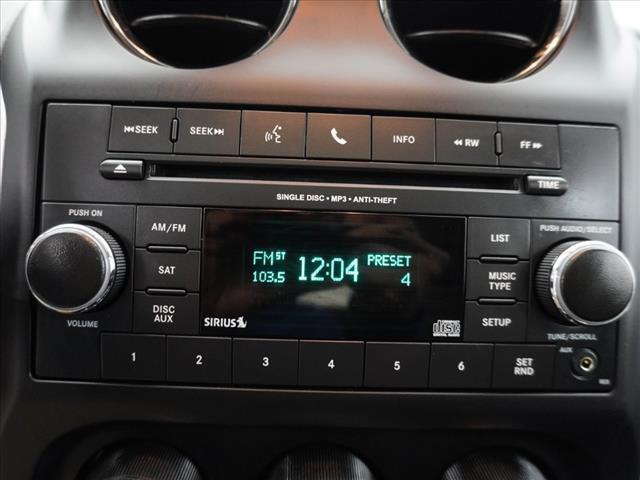 SEEK SEEK INFO RW FF
TIME
SINGLE DISC • MP3 • ANTI-THEFT
PUSH ON
AM/FM
SAT
DISC
AUX
VOLUME
FM ST
103.5
12:04
PRESET
4
SIRIUS
LIST
MUSIC
TYPE
SETUP
PUSH AUDIO/SELECT
TUNE/SCROLL
1 2 3 4 5 6
SET
RND
AUX